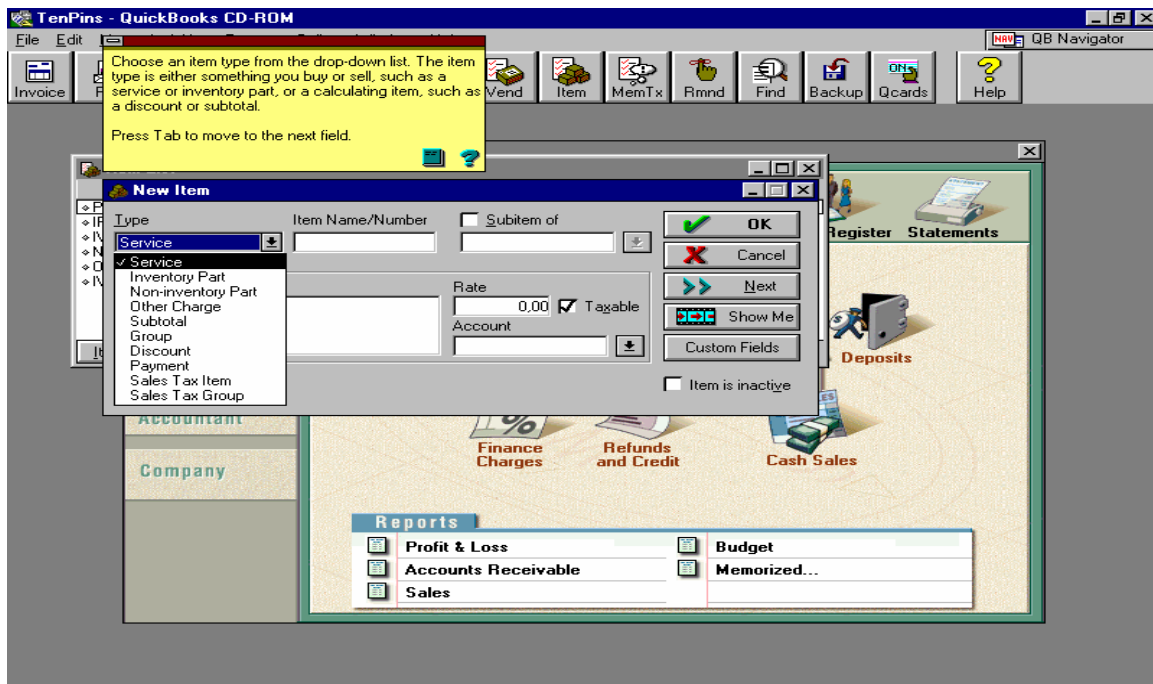 TenPins - QuickBooks CD-ROM
File Edit
NAV QB Navigator
Choose an item type from the drop-down list. The item
type is either something you buy or sell, such as a
service or inventory part, or a calculating item, such as
a discount or subtotal.
Press Tab to move to the next field.
Invoice Vend Item MemTx Rmnd Find Backup Qcards Help
ON
New Item
Type Item Name/Number Subitem of
Service
Service
Inventory Part
Non-inventory Part
Other Charge
Subtotal
Group
Discount
Payment
Sales Tax Item
Sales Tax Group
Rate
0,00 Taxable
Account
OK
Cancel
Next
Show Me
Custom Fields
Item is inactive
Register Statements
Deposits
Accountant
Company
Finance
Charges
Refunds
and Credit
Cash Sales
Reports
Profit & Loss Budget
Accounts Receivable Memorized...
Sales